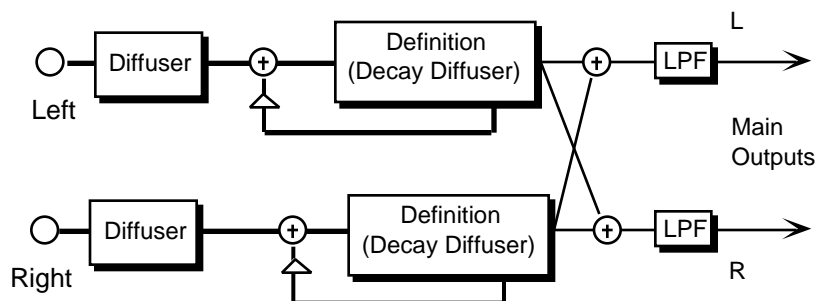 L
Diffuser
+
Definition
(Decay Diffuser)
+
LPF
Left
Main
Outputs
Diffuser
+
Definition
(Decay Diffuser)
+
LPF
Right
R